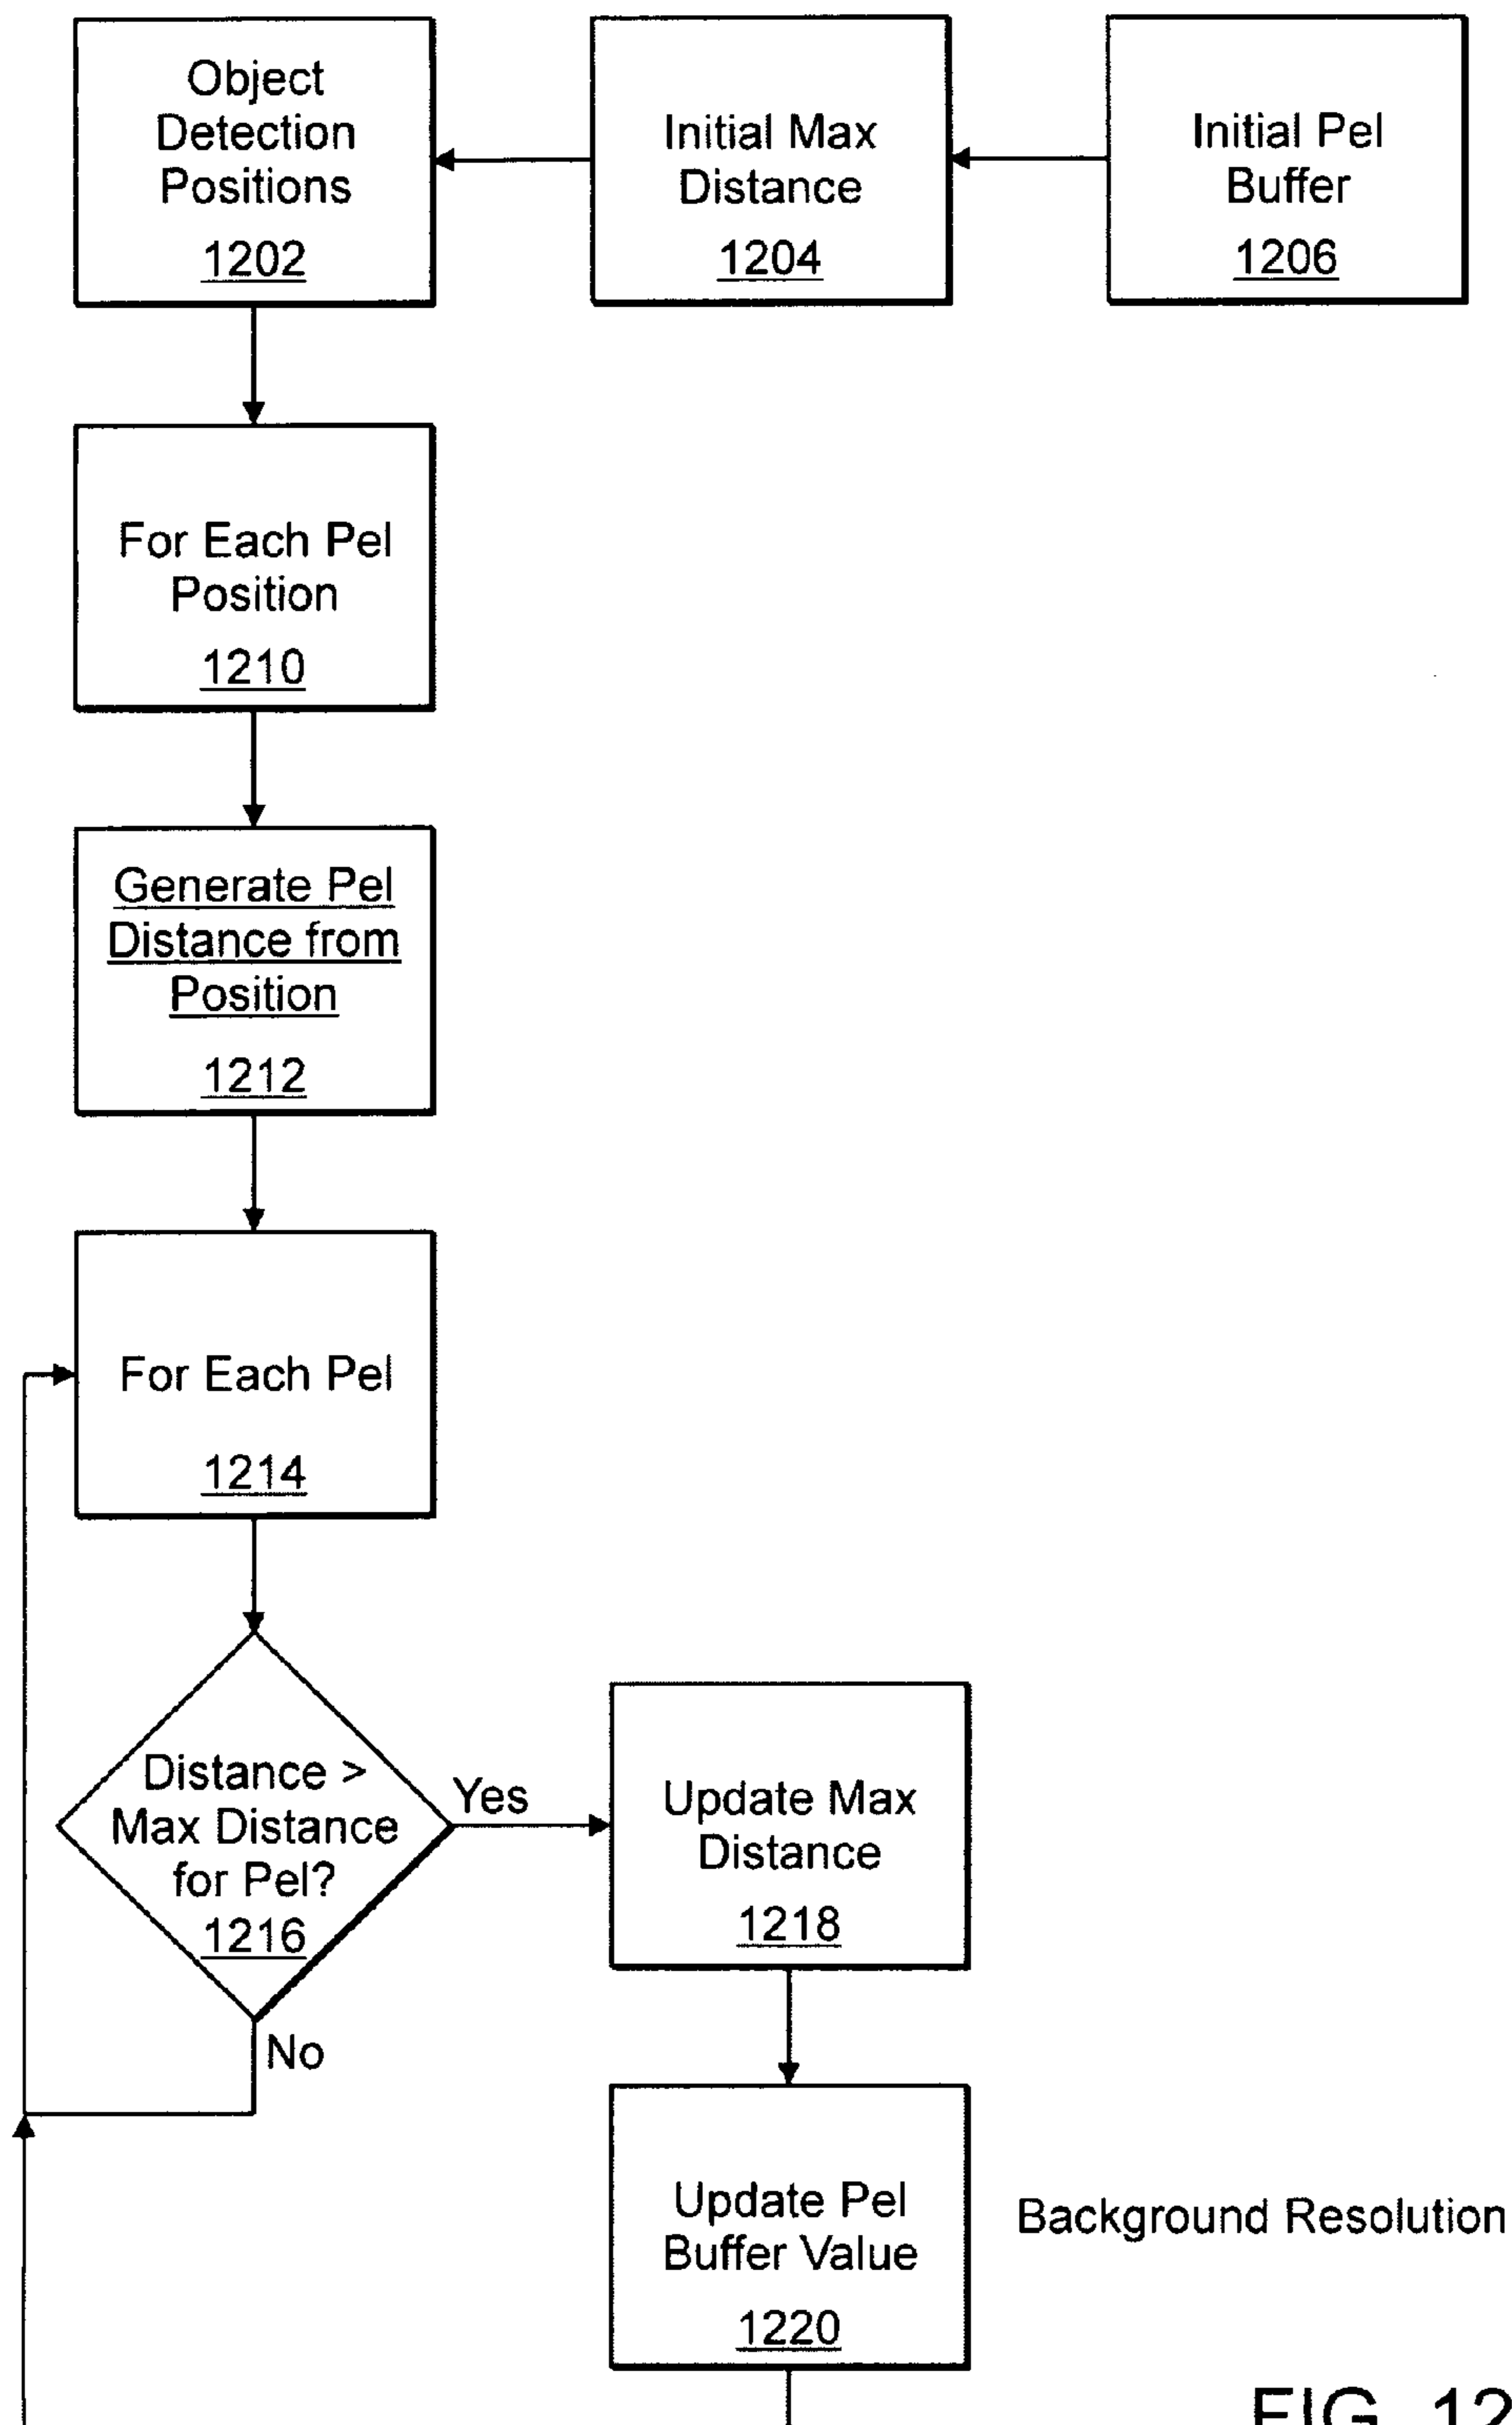 Object
Detection
Positions
1202
Initial Max
Distance
1204
Initial Pel
Buffer
1206
For Each Pel
Position
1210
Generate Pel
Distance from
Position
1212
For Each Pel
1214
Distance >
Max Distance
for Pel?
1216
Yes
No
Update Max
Distance
1218
Update Pel
Buffer Value
1220
Background Resolution
FIG. 12